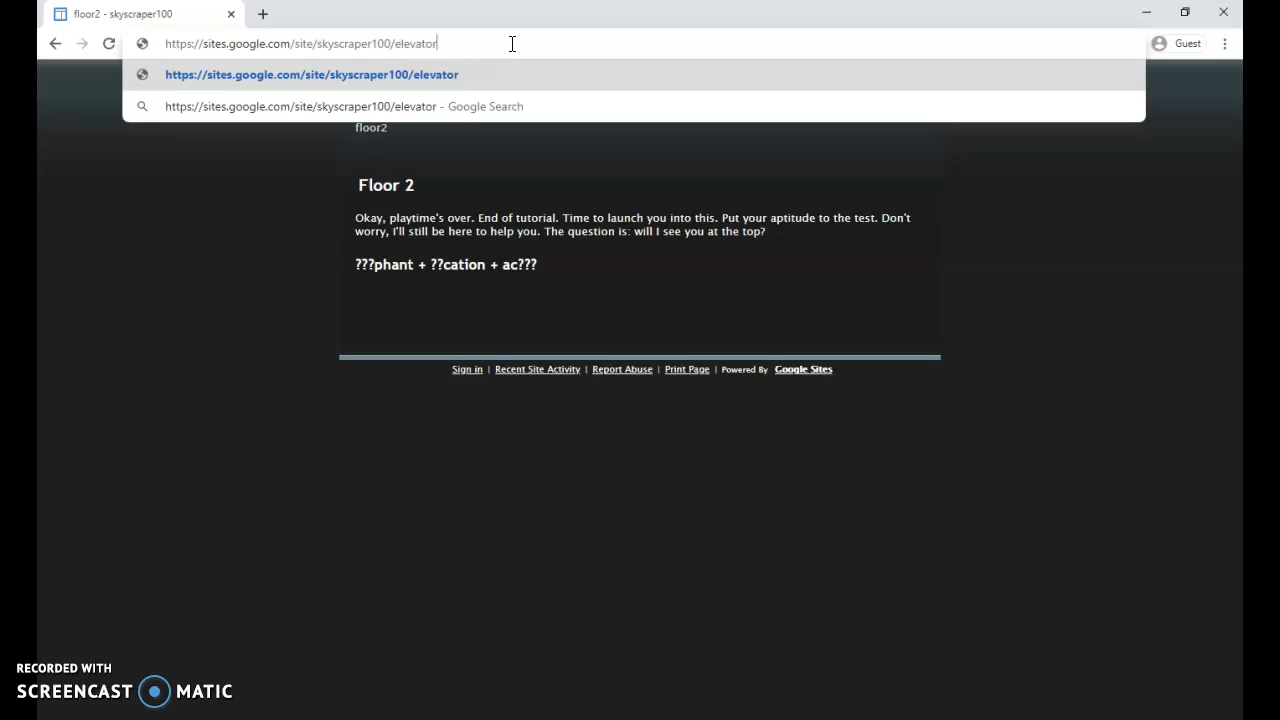 floor2 - skyscraper100
https://sites.google.com/site/skyscraper100/elevator
Guest
https://sites.google.com/site/skyscraper100/elevator
https://sites.google.com/site/skyscraper100/elevator - Google Search
floor2
Floor 2
Okay, playtime's over. End of tutorial. Time to launch you into this. Put your aptitude to the test. Don't
worry, I'll still be here to help you. The question is: will I see you at the top?
???phant + ??cation + ac???
Sign in | Recent Site Activity | Report Abuse | Print Page | Powered By Google Sites
RECORDED WITH
SCREENCAST MATIC